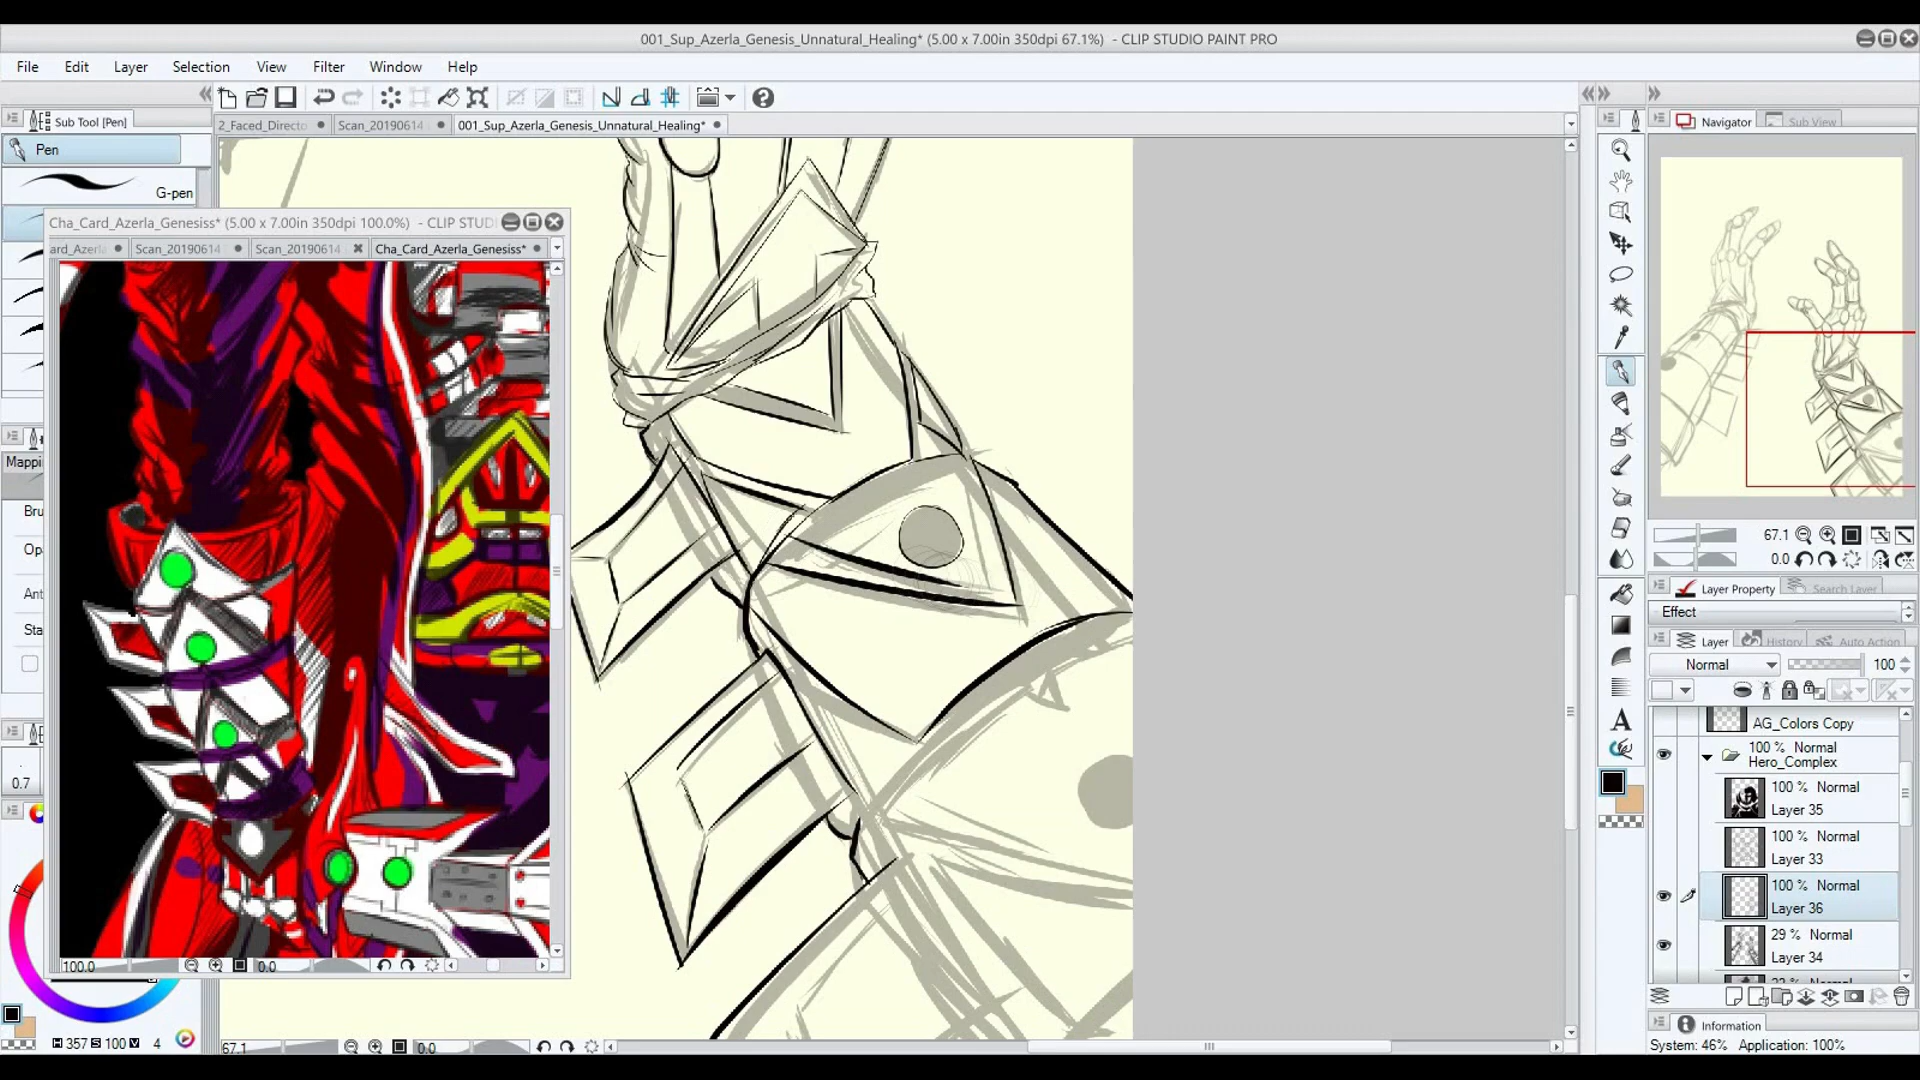 001_Sup_Azerla_Genesis_Unnatural_Healing* (5.00 x 7.00in 350dpi 67.1%) - CLIP STUDIO PAINT PRO
File Edit Layer Selection View Filter Window Help
Sub Tool [Pen]
2_Faced_Directo
Scan_20190614
001_Sup_Azerla_Genesis_Unnatural_Healing*
Navigator
Sub View
Pen
G-pen
Cha_Card_Azerla_Genesiss* (5.00 x 7.00in 350dpi 100.0%) - CLIP STUDI
ard_Azerla
Scan_20190614
Scan_20190614
Cha_Card_Azerla_Genesiss*
Mappi
Bru
Op
Ant
Sta
0.7
67.1
0.0
Layer Property
Search Layer
Effect
Layer
History
Auto Action
Normal
100
AG_Colors Copy
100 % Normal
Hero_Complex
100 % Normal
Layer 35
100 % Normal
Layer 33
100 % Normal
Layer 36
29 % Normal
Layer 34
100.0
0.0
H 357 S 100 V 4
67.1
0.0
Information
System: 46% Application: 100%